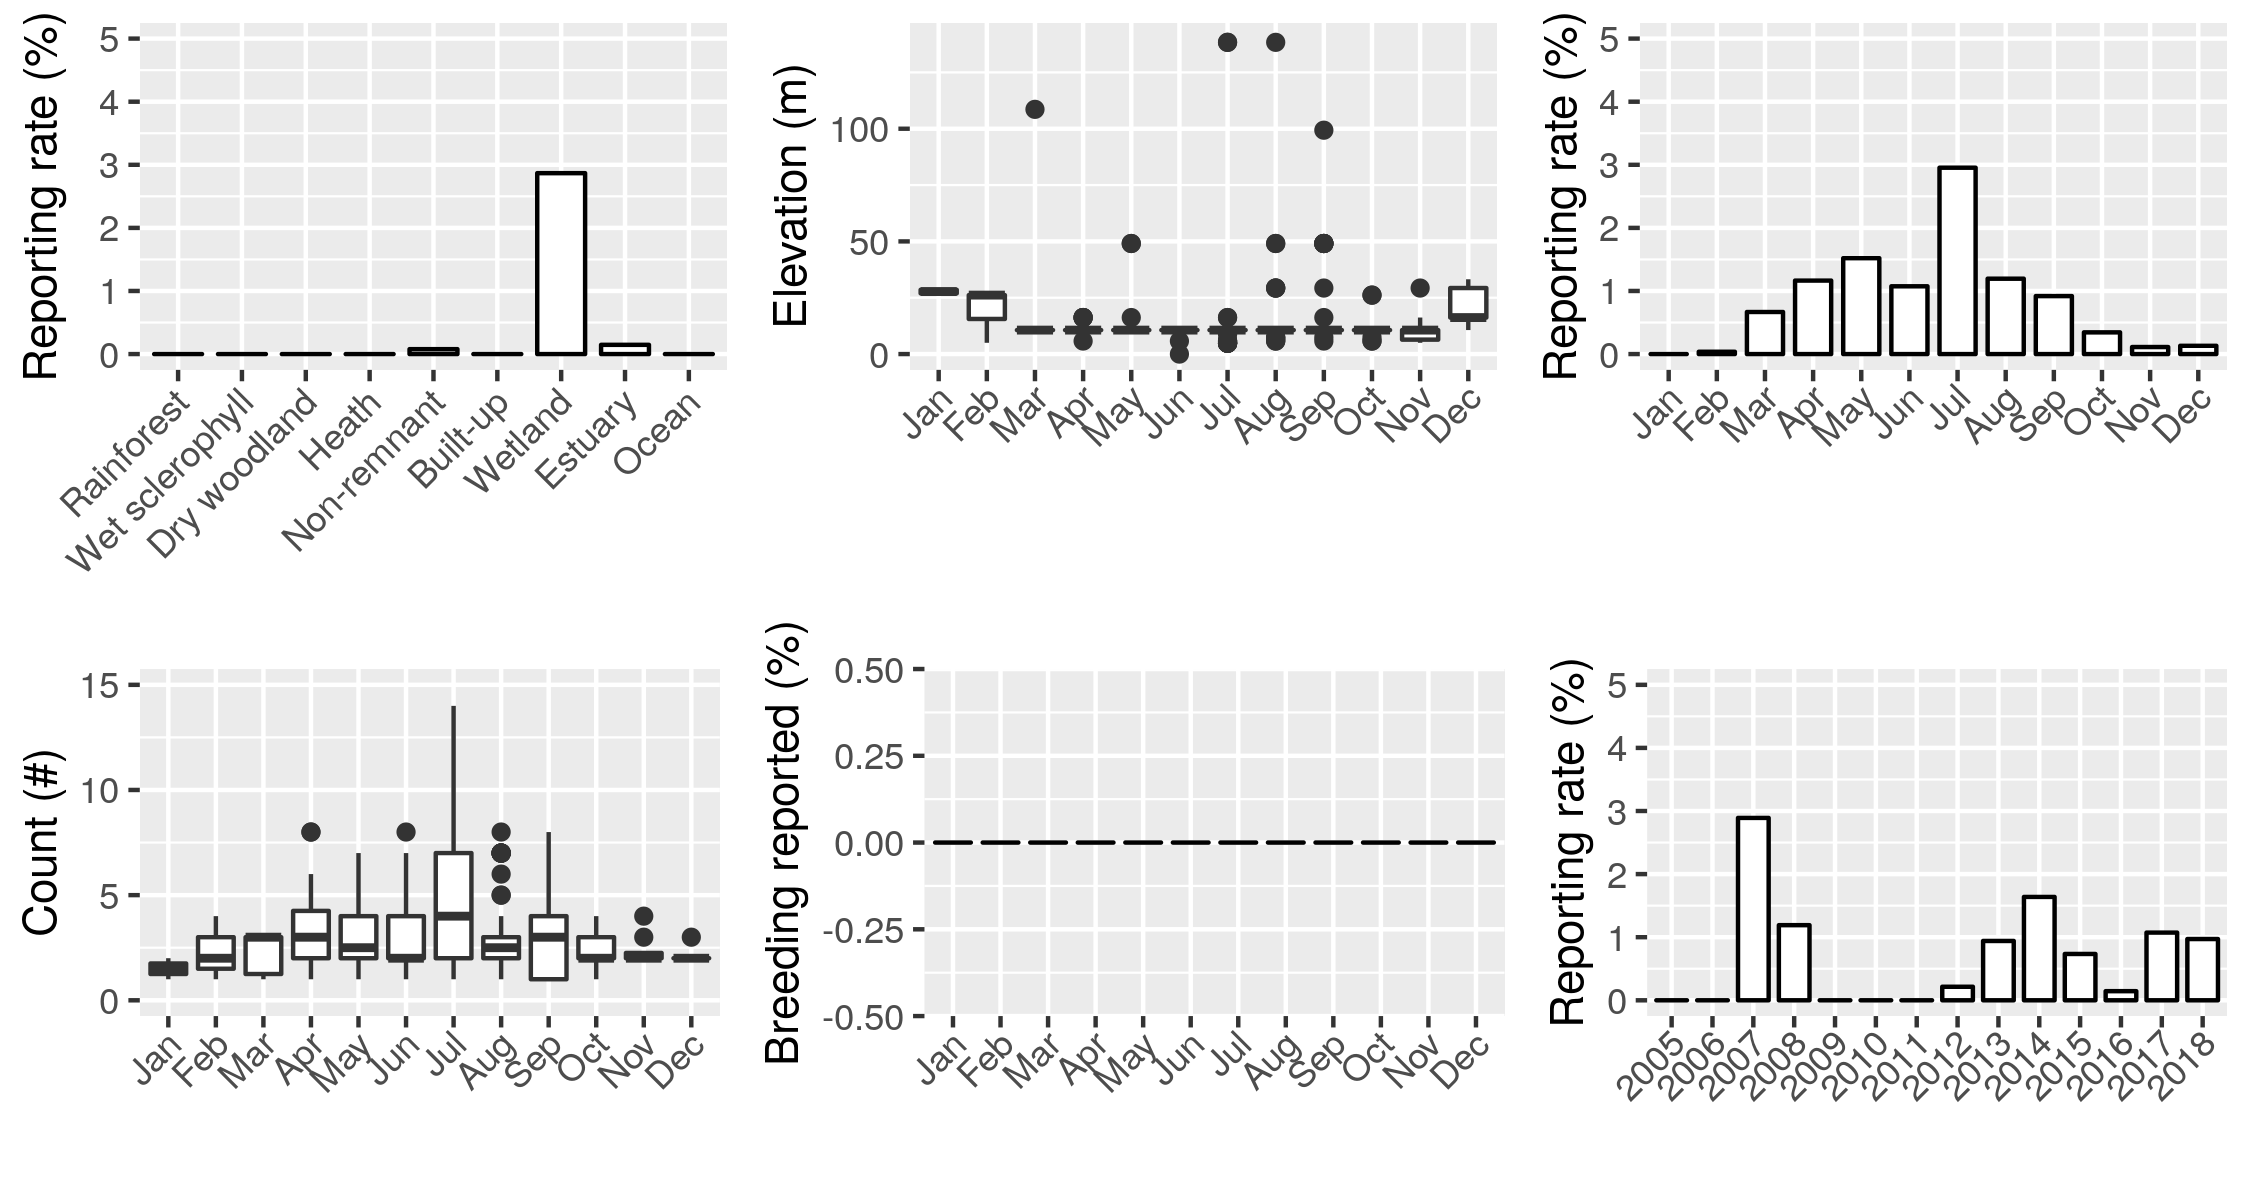 Reporting rate (%)
5
4
3
2
1
0
Rainforest
Wet sclerophyll
Dry woodland
Heath
Non-remnant
Built-up
Wetland
Estuary
Ocean
Elevation (m)
100
50
0
Jan
Feb
Mar
Apr
May
Jun
Jul
Aug
Sep
Oct
Nov
Dec
Reporting rate (%)
5
4
3
2
1
0
Jan
Feb
Mar
Apr
May
Jun
Jul
Aug
Sep
Oct
Nov
Dec
Count (#)
15
10
5
0
Jan
Feb
Mar
Apr
May
Jun
Jul
Aug
Sep
Oct
Nov
Dec
Breeding reported (%)
0.50
0.25
0.00
-0.25
-0.50
Jan
Feb
Mar
Apr
May
Jun
Jul
Aug
Sep
Oct
Nov
Dec
Reporting rate (%)
5
4
3
2
1
0
2005
2006
2007
2008
2009
2010
2011
2012
2013
2014
2015
2016
2017
2018